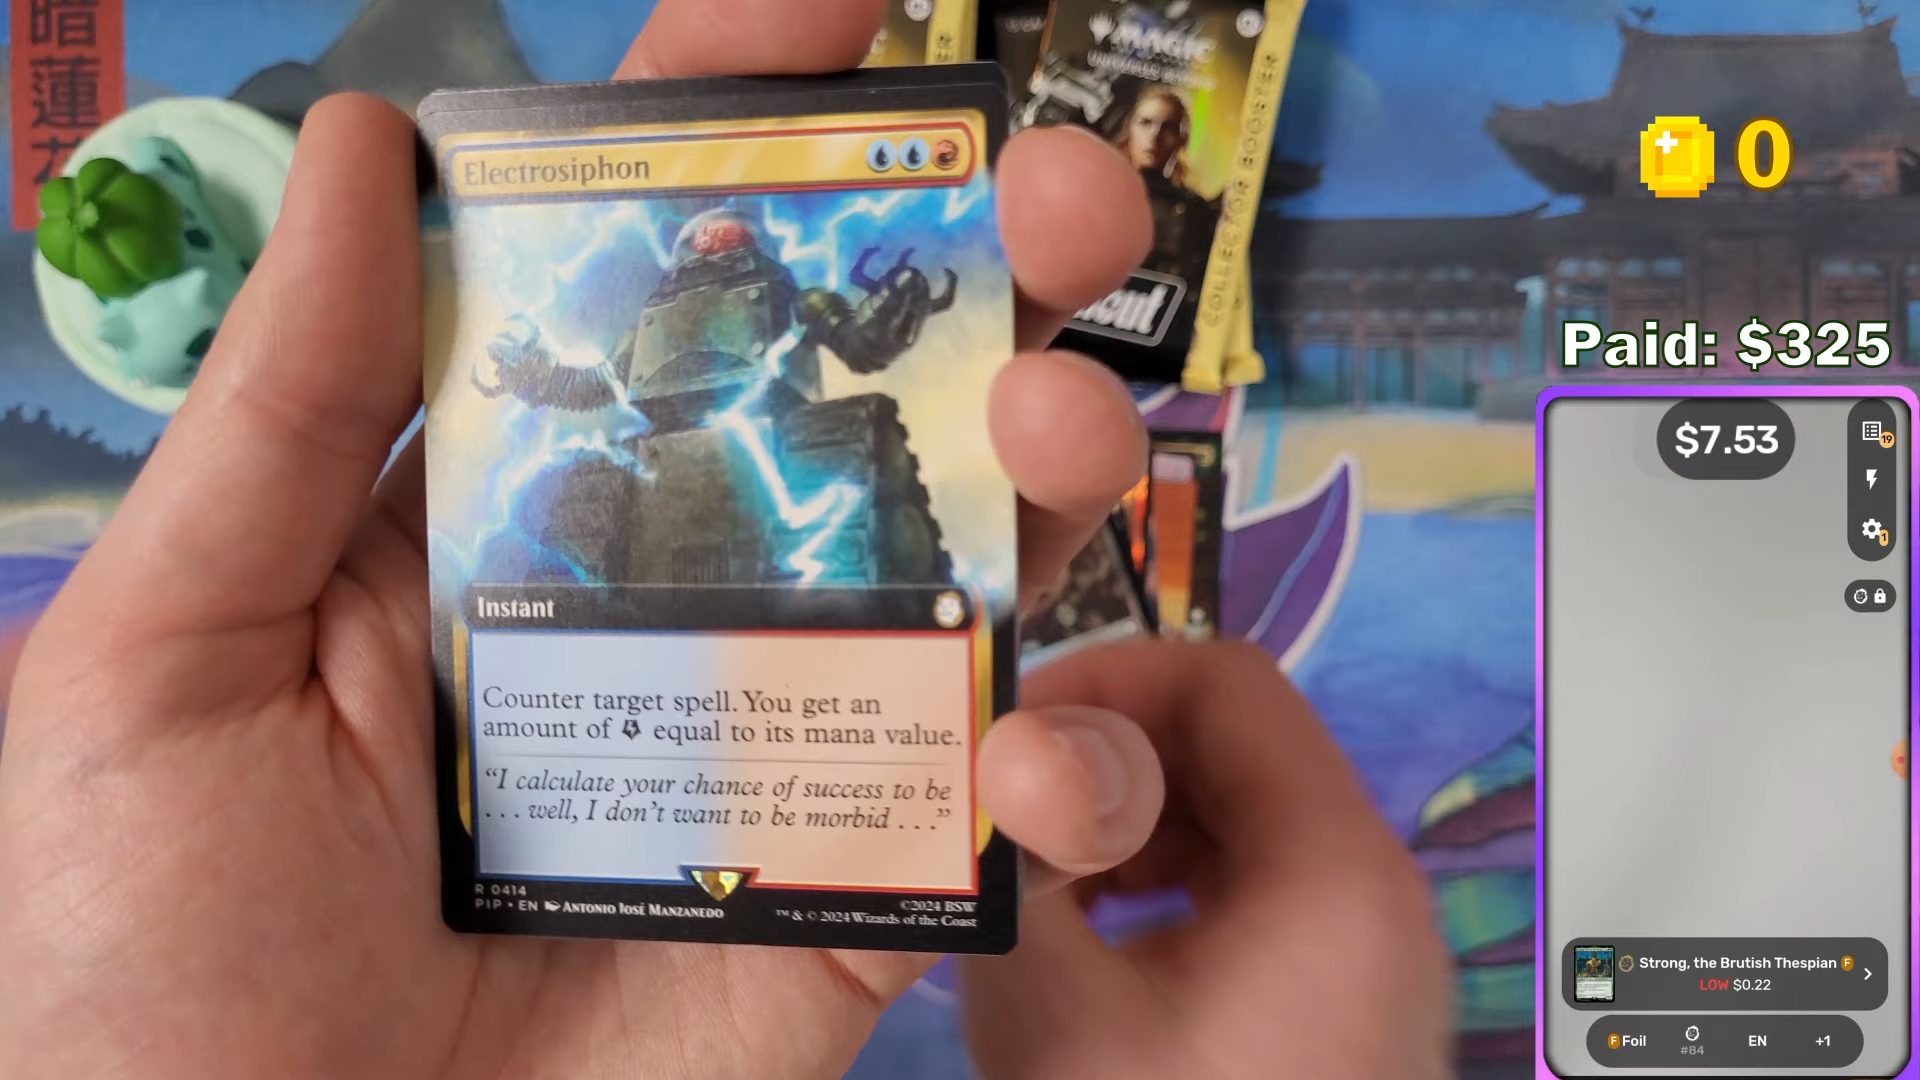 暗
蓮
MAGIC
COLLECTOR BOOSTER
Electrosiphon
Instant
Counter target spell. You get an
amount of equal to its mana value.
“I calculate your chance of success to be
. . . well, I don’t want to be morbid . . .”
R 0414
PIP • EN ANTONIO JOSÉ MANZANEDO
©2024 BSW
™ & © 2024 Wizards of the Coast
0
Paid: $325
$7.53
19
1
Strong, the Brutish Thespian F
LOW $0.22
F Foil
#84
EN
+1